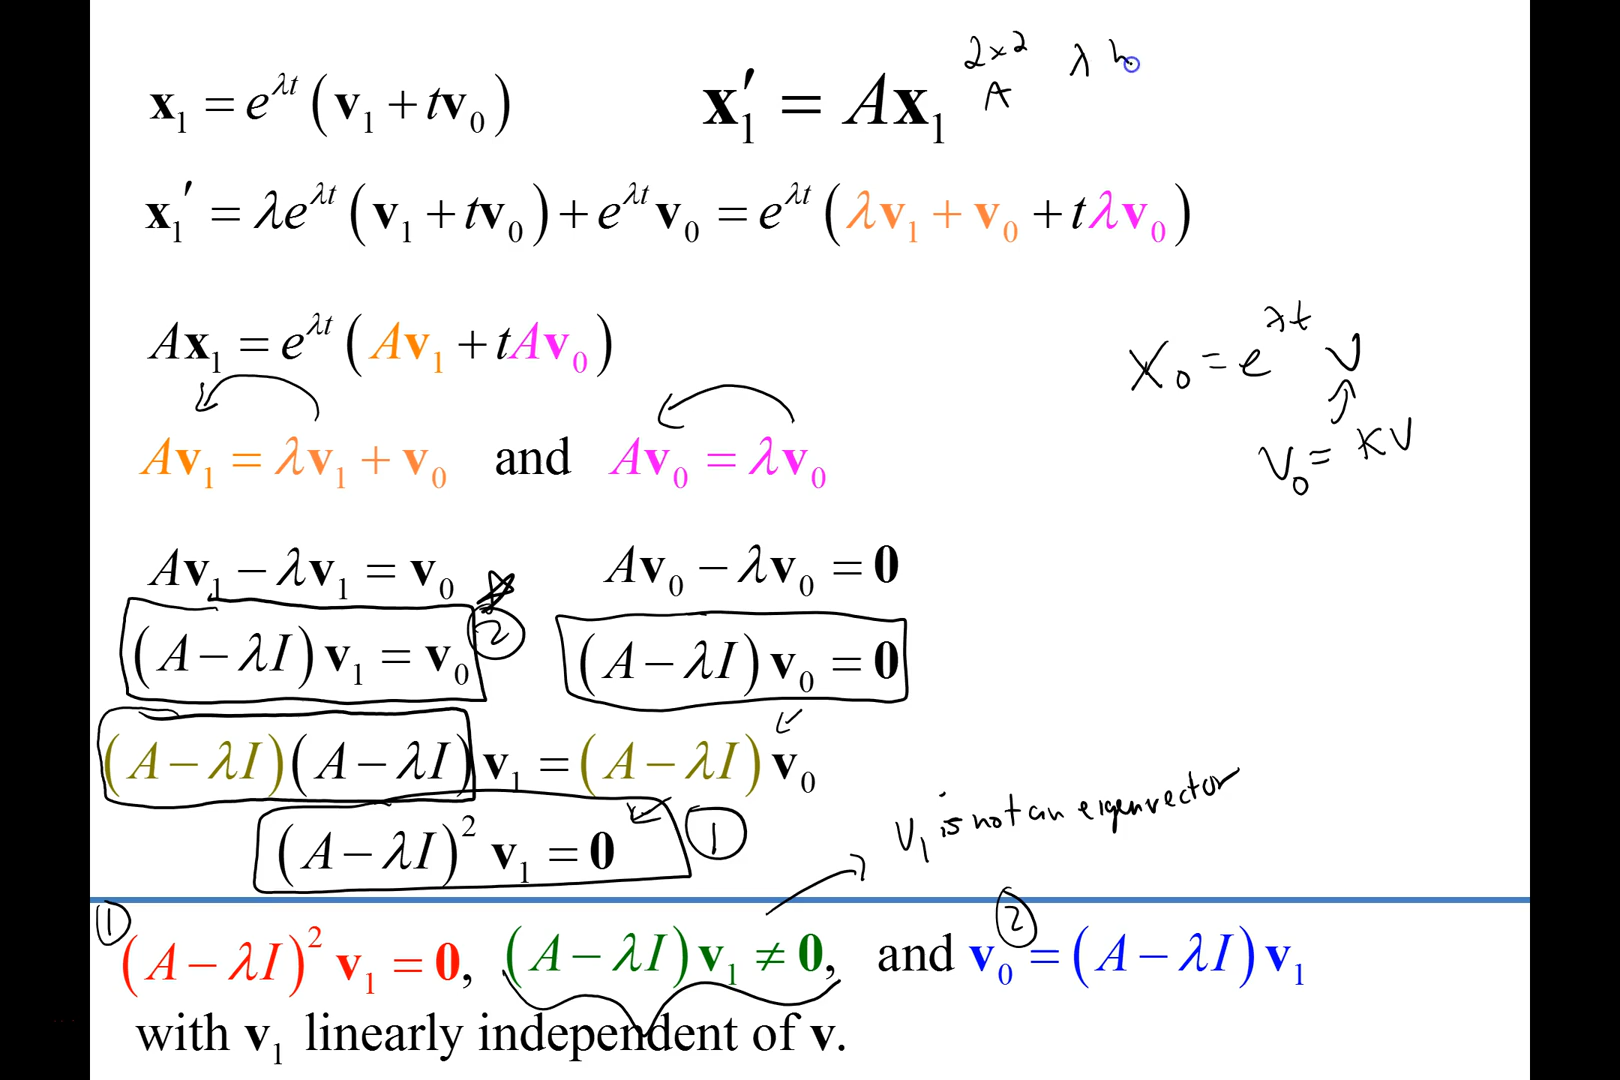 2x2
A
λ h
x₁ = e^{λt}(v₁ + tv₀)
x₁′ = Ax₁
x₁′ = λe^{λt}(v₁ + tv₀) + e^{λt}v₀ = e^{λt}(λv₁ + v₀ + tλv₀)
Ax₁ = e^{λt}(Av₁ + tAv₀)
X₀ = e^{λt} V
V₀ = KV
Av₁ = λv₁ + v₀ and Av₀ = λv₀
Av₁ − λv₁ = v₀
Av₀ − λv₀ = 0
(A − λI)v₁ = v₀ ②
(A − λI)v₀ = 0
(A − λI)(A − λI)v₁ = (A − λI)v₀
(A − λI)²v₁ = 0 ①
V₁ is not an eigenvector
① (A − λI)²v₁ = 0, (A − λI)v₁ ≠ 0, and ② v₀ = (A − λI)v₁
with v₁ linearly independent of v.